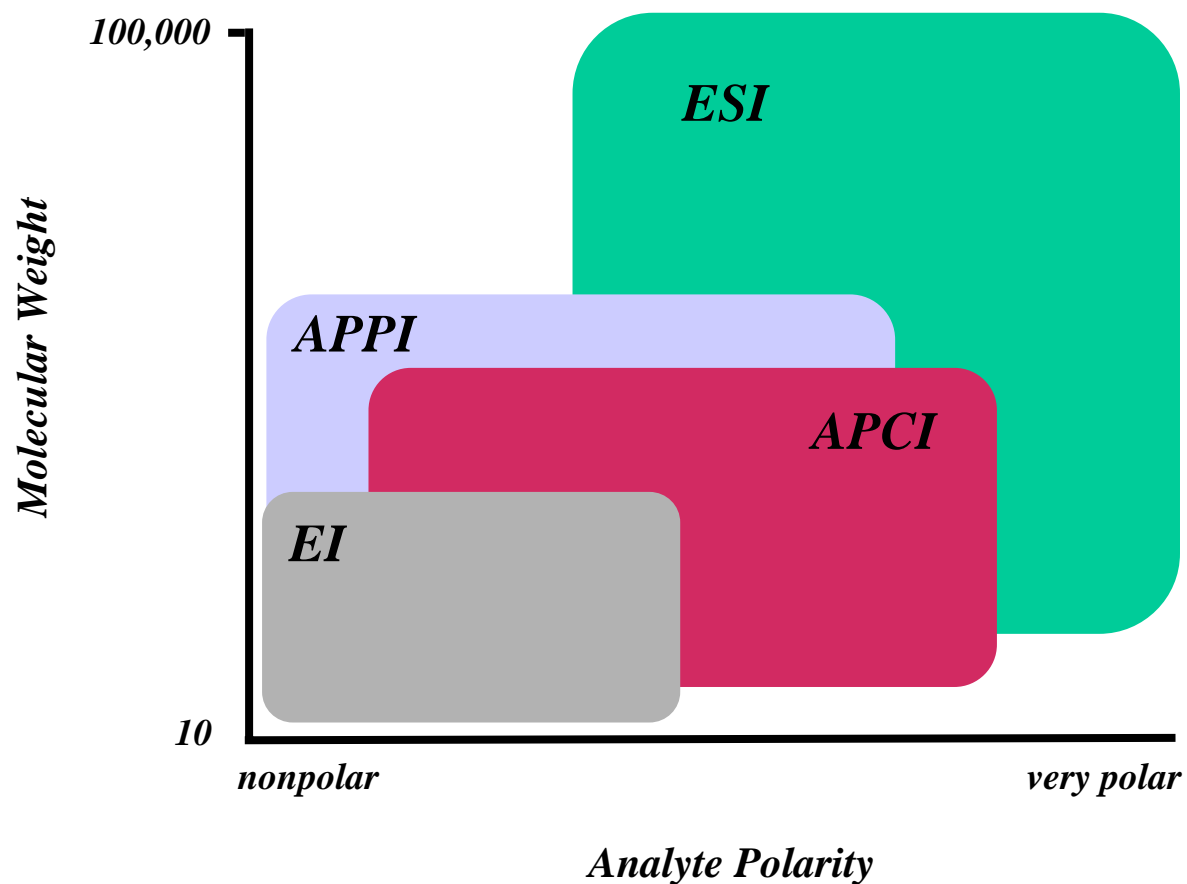 100,000
ESI
Molecular Weight
APPI
APCI
EI
10
nonpolar
very polar
Analyte Polarity